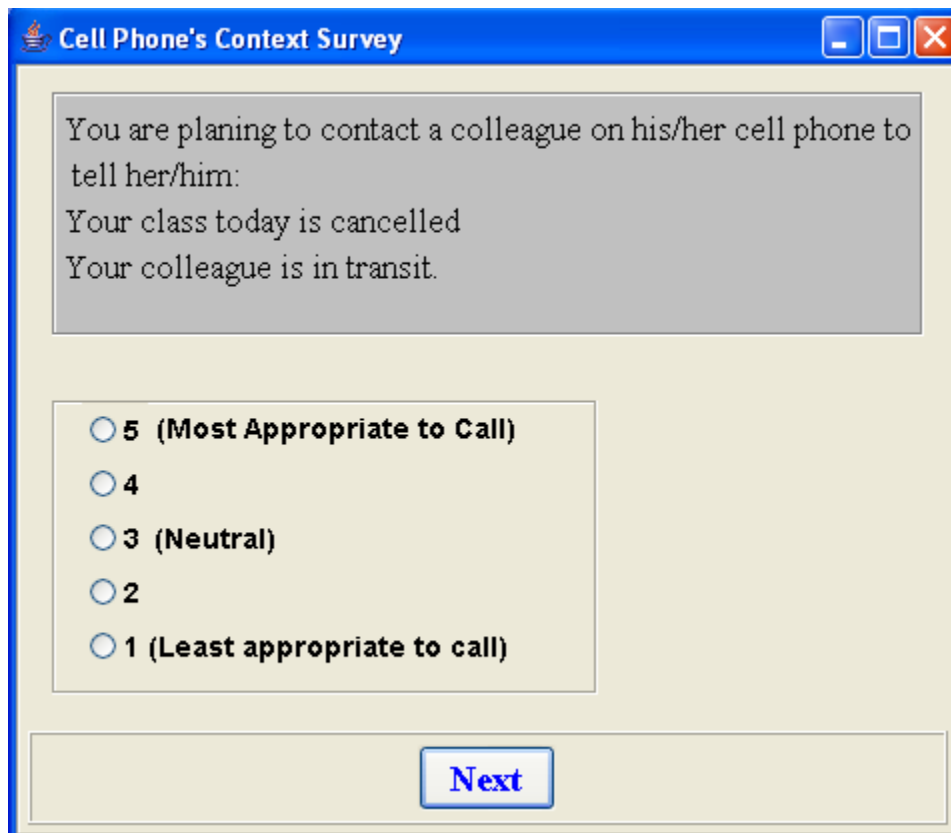 Cell Phone's Context Survey
You are planing to contact a colleague on his/her cell phone to
tell her/him:
Your class today is cancelled
Your colleague is in transit.
5 (Most Appropriate to Call)
4
3 (Neutral)
2
1 (Least appropriate to call)
Next